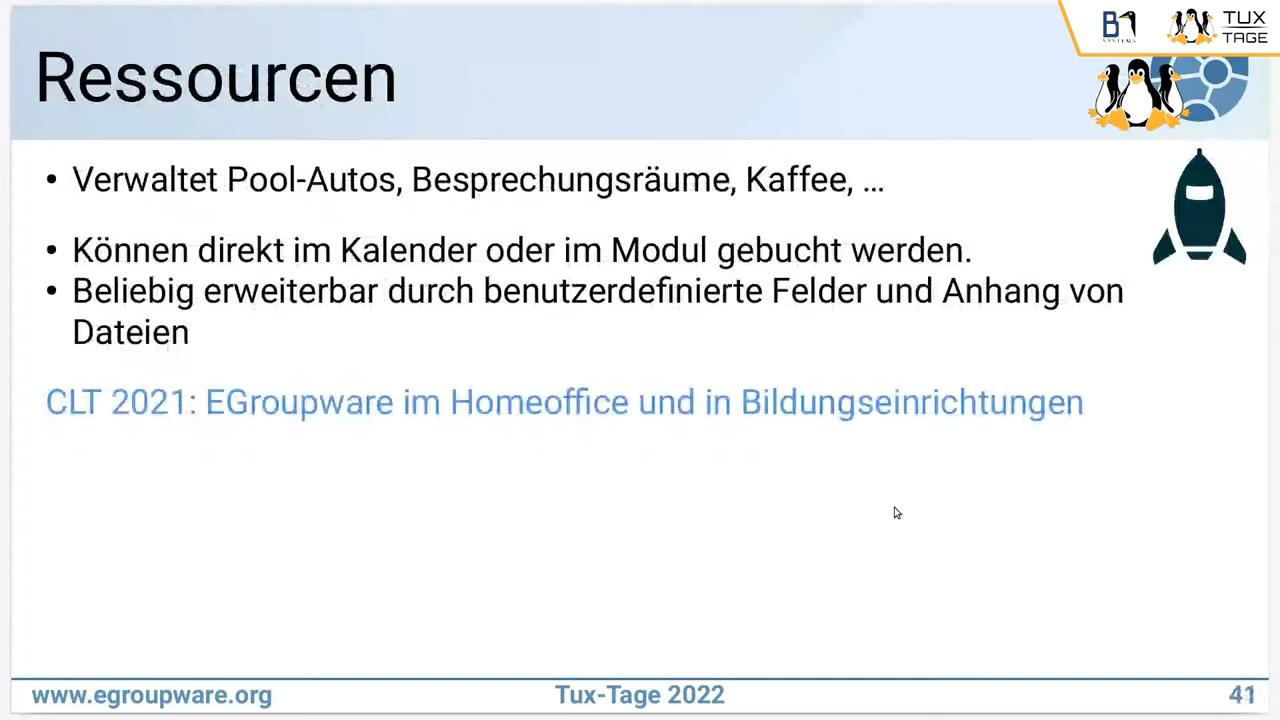 B1
SYSTEMS
TUX
TAGE
Ressourcen
• Verwaltet Pool-Autos, Besprechungsräume, Kaffee, ...
• Können direkt im Kalender oder im Modul gebucht werden.
• Beliebig erweiterbar durch benutzerdefinierte Felder und Anhang von
Dateien
CLT 2021: EGroupware im Homeoffice und in Bildungseinrichtungen
www.egroupware.org
Tux-Tage 2022
41